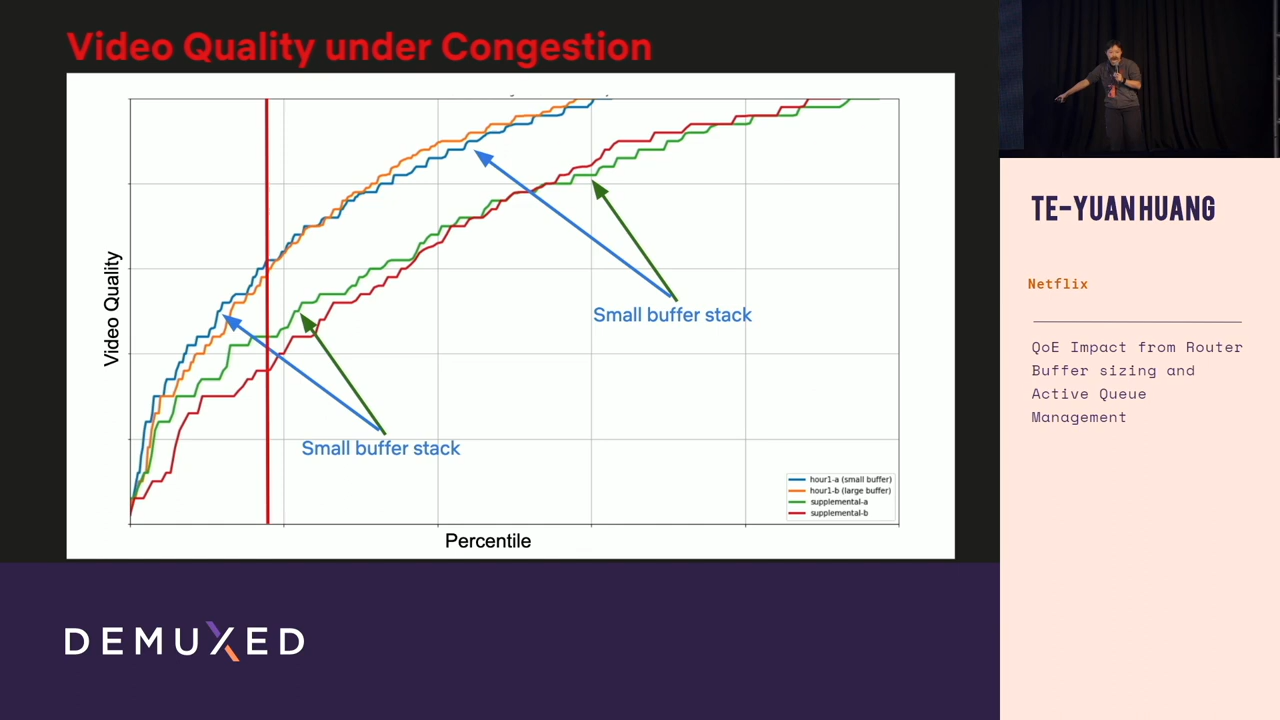 Video Quality under Congestion
Video Quality
Small buffer stack
Small buffer stack
hour1-a (small buffer)
hour1-b (large buffer)
supplemental-a
supplemental-b
Percentile
DEMUXED
TE-YUAN HUANG
Netflix
QoE Impact from Router
Buffer sizing and
Active Queue
Management